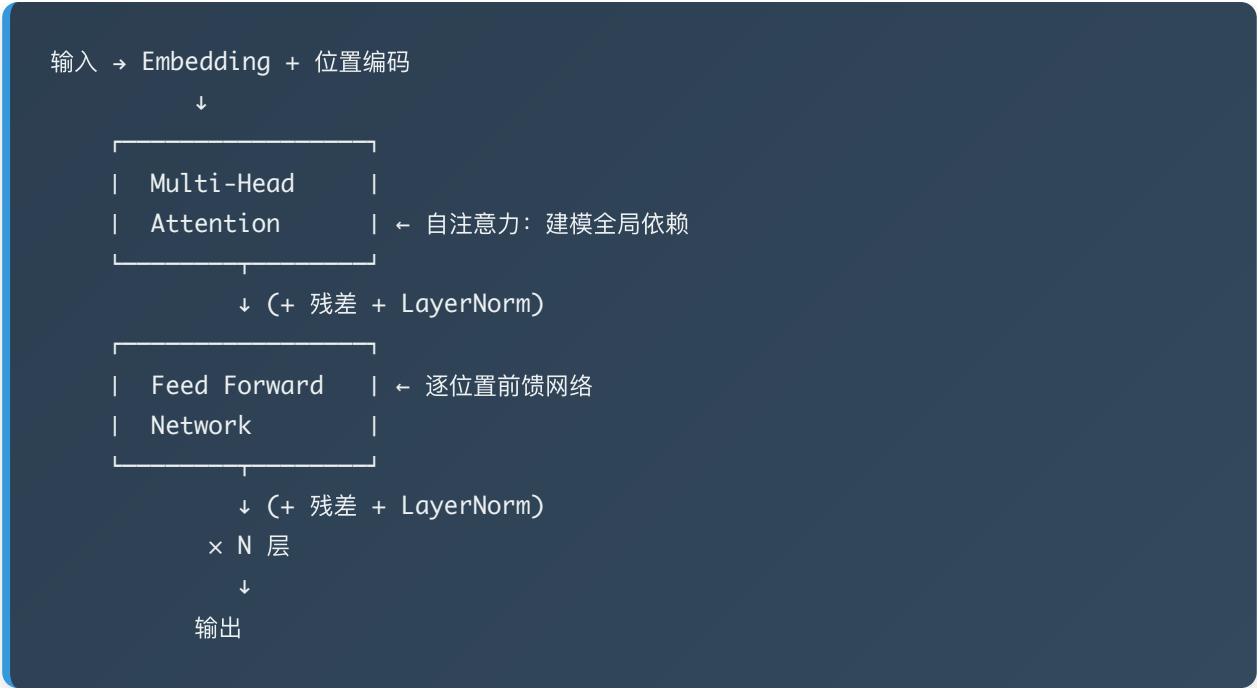 输入 → Embedding + 位置编码
↓
┌─────────────────┐
│  Multi-Head     │
│  Attention      │ ← 自注意力：建模全局依赖
└────────┬────────┘
↓ (+ 残差 + LayerNorm)
┌─────────────────┐
│  Feed Forward   │ ← 逐位置前馈网络
│  Network        │
└────────┬────────┘
↓ (+ 残差 + LayerNorm)
× N 层
↓
输出